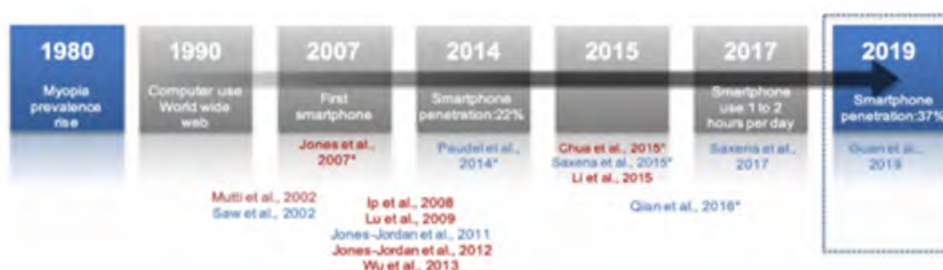 1980
Myopia
prevalence
rise
1990
Computer use
World wide
web
2007
First
smartphone
2014
Smartphone
penetration:22%
2015
2017
Smartphone
use:1 to 2
hours per day
2019
Smartphone
penetration:37%
Jones et al.,
2007*
Paudel et al.,
2014*
Chua et al., 2015*
Saxena et al., 2015*
Li et al., 2015
Saxena et al.,
2017
Guan et al.,
2019
Mutti et al., 2002
Saw et al., 2002
Ip et al., 2008
Lu et al., 2009
Jones-Jordan et al., 2011
Jones-Jordan et al., 2012
Wu et al., 2013
Qian et al., 2016*